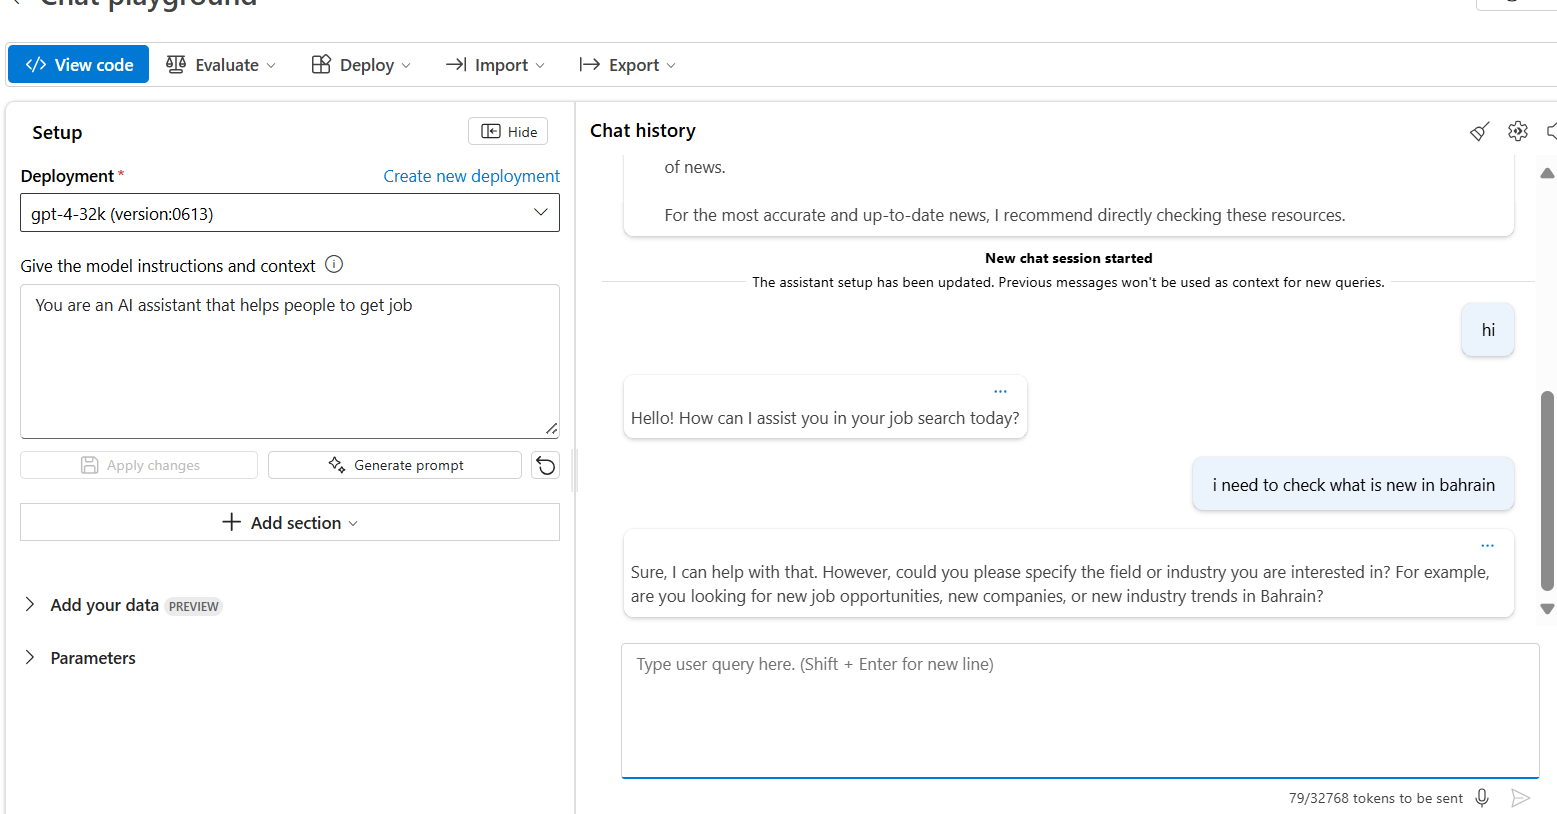 Chat playground
View code
Evaluate
Deploy
Import
Export
Setup
Hide
Deployment *
Create new deployment
gpt-4-32k (version:0613)
Give the model instructions and context
You are an AI assistant that helps people to get job
Apply changes
Generate prompt
Add section
Add your data PREVIEW
Parameters
Chat history
of news.
For the most accurate and up-to-date news, I recommend directly checking these resources.
New chat session started
The assistant setup has been updated. Previous messages won't be used as context for new queries.
hi
Hello! How can I assist you in your job search today?
i need to check what is new in bahrain
Sure, I can help with that. However, could you please specify the field or industry you are interested in? For example,
are you looking for new job opportunities, new companies, or new industry trends in Bahrain?
Type user query here. (Shift + Enter for new line)
79/32768 tokens to be sent